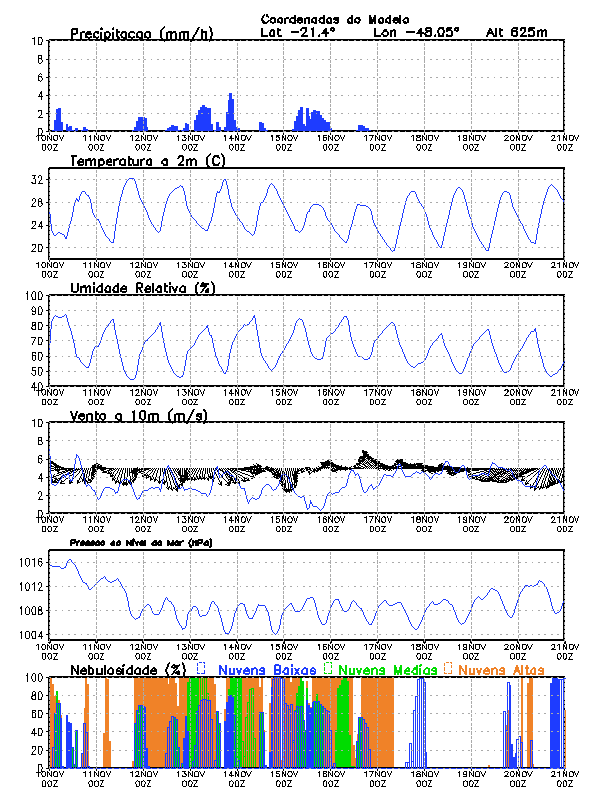 Coordenadas do Modelo
Precipitacao (mm/h) Lat -21.4° Lon -48.05° Alt 625m
10
8
6
4
2
0
10NOV 11NOV 12NOV 13NOV 14NOV 15NOV 16NOV 17NOV 18NOV 19NOV 20NOV 21NOV
00Z 00Z 00Z 00Z 00Z 00Z 00Z 00Z 00Z 00Z 00Z 00Z
Temperatura a 2m (C)
32
28
24
20
10NOV 11NOV 12NOV 13NOV 14NOV 15NOV 16NOV 17NOV 18NOV 19NOV 20NOV 21NOV
00Z 00Z 00Z 00Z 00Z 00Z 00Z 00Z 00Z 00Z 00Z 00Z
Umidade Relativa (%)
100
90
80
70
60
50
40
10NOV 11NOV 12NOV 13NOV 14NOV 15NOV 16NOV 17NOV 18NOV 19NOV 20NOV 21NOV
00Z 00Z 00Z 00Z 00Z 00Z 00Z 00Z 00Z 00Z 00Z 00Z
Vento a 10m (m/s)
10
8
6
4
2
0
10NOV 11NOV 12NOV 13NOV 14NOV 15NOV 16NOV 17NOV 18NOV 19NOV 20NOV 21NOV
00Z 00Z 00Z 00Z 00Z 00Z 00Z 00Z 00Z 00Z 00Z 00Z
Pressao ao Nivel do Mar (hPa)
1016
1012
1008
1004
10NOV 11NOV 12NOV 13NOV 14NOV 15NOV 16NOV 17NOV 18NOV 19NOV 20NOV 21NOV
00Z 00Z 00Z 00Z 00Z 00Z 00Z 00Z 00Z 00Z 00Z 00Z
Nebulosidade (%) Nuvens Baixas Nuvens Medias Nuvens Altas
100
80
60
40
20
0
10NOV 11NOV 12NOV 13NOV 14NOV 15NOV 16NOV 17NOV 18NOV 19NOV 20NOV 21NOV
00Z 00Z 00Z 00Z 00Z 00Z 00Z 00Z 00Z 00Z 00Z 00Z